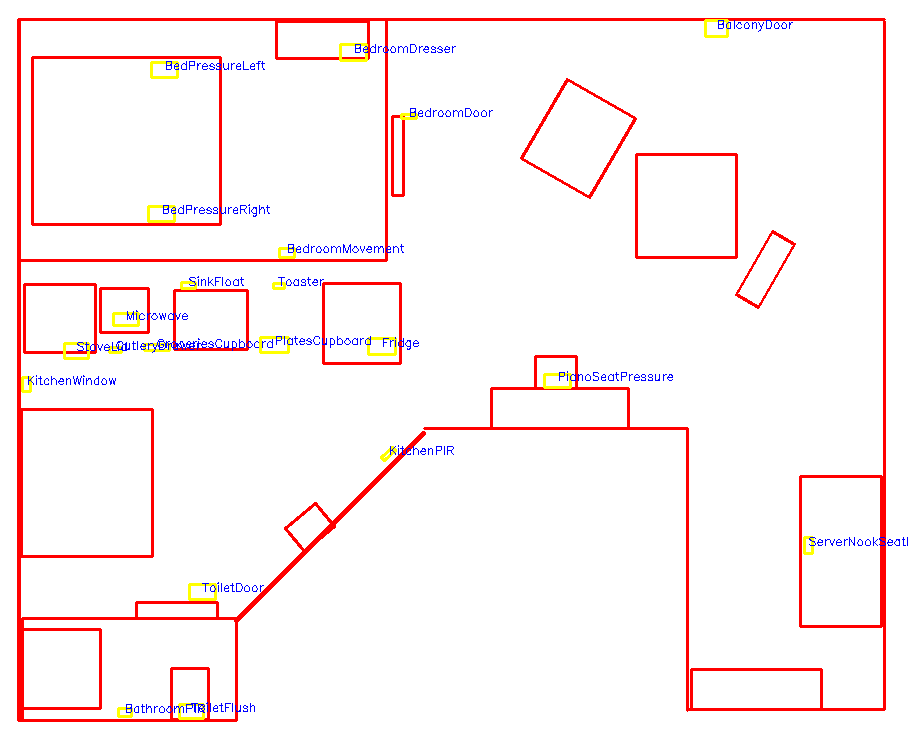 BalconyDoor
BedroomDresser
BedPressureLeft
BedroomDoor
BedPressureRight
BedroomMovement
SinkFloat
Toaster
Microwave
StoveLid
CutleryDrawer
GroceriesCupboard
PlatesCupboard
Fridge
KitchenWindow
PianoSeatPressure
KitchenPIR
ServerNookSeatl
ToiletDoor
BathroomPIR
ToiletFlush